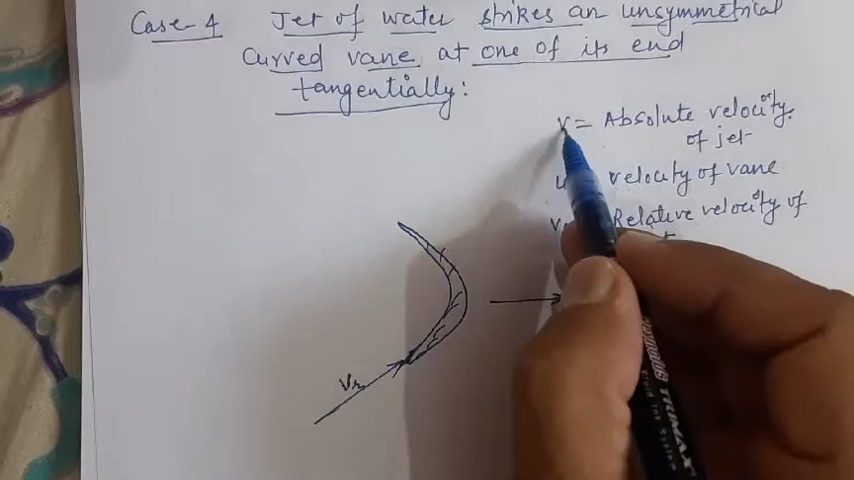 Case-4 Jet of water strikes an unsymmetrical
curved vane at one of its end
tangentially:
V = Absolute velocity
of jet
u velocity of vane
Vr Relative velocity of
Vr